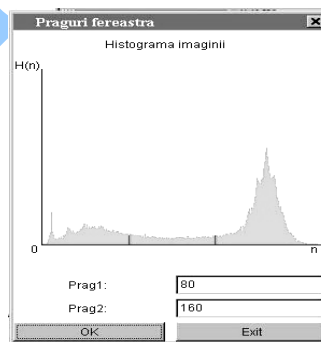 Praguri fereastra
Histograma imaginii
H(n)
0
n
Prag1: 80
Prag2: 160
OK Exit